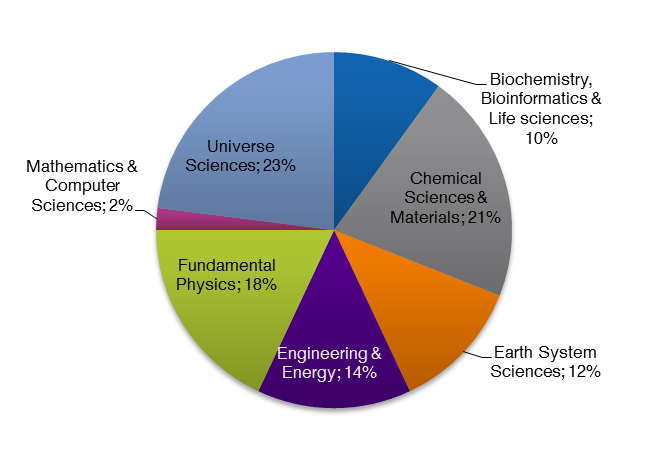 Biochemistry,
Bioinformatics &
Life sciences;
10%
Chemical
Sciences &
Materials; 21%
Earth System
Sciences; 12%
Engineering &
Energy; 14%
Fundamental
Physics; 18%
Mathematics &
Computer
Sciences; 2%
Universe
Sciences; 23%